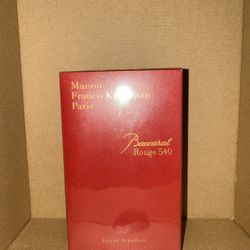 Maison
Francis Kurkdjian
Paris
Baccarat
Rouge 540
Extrait de parfum